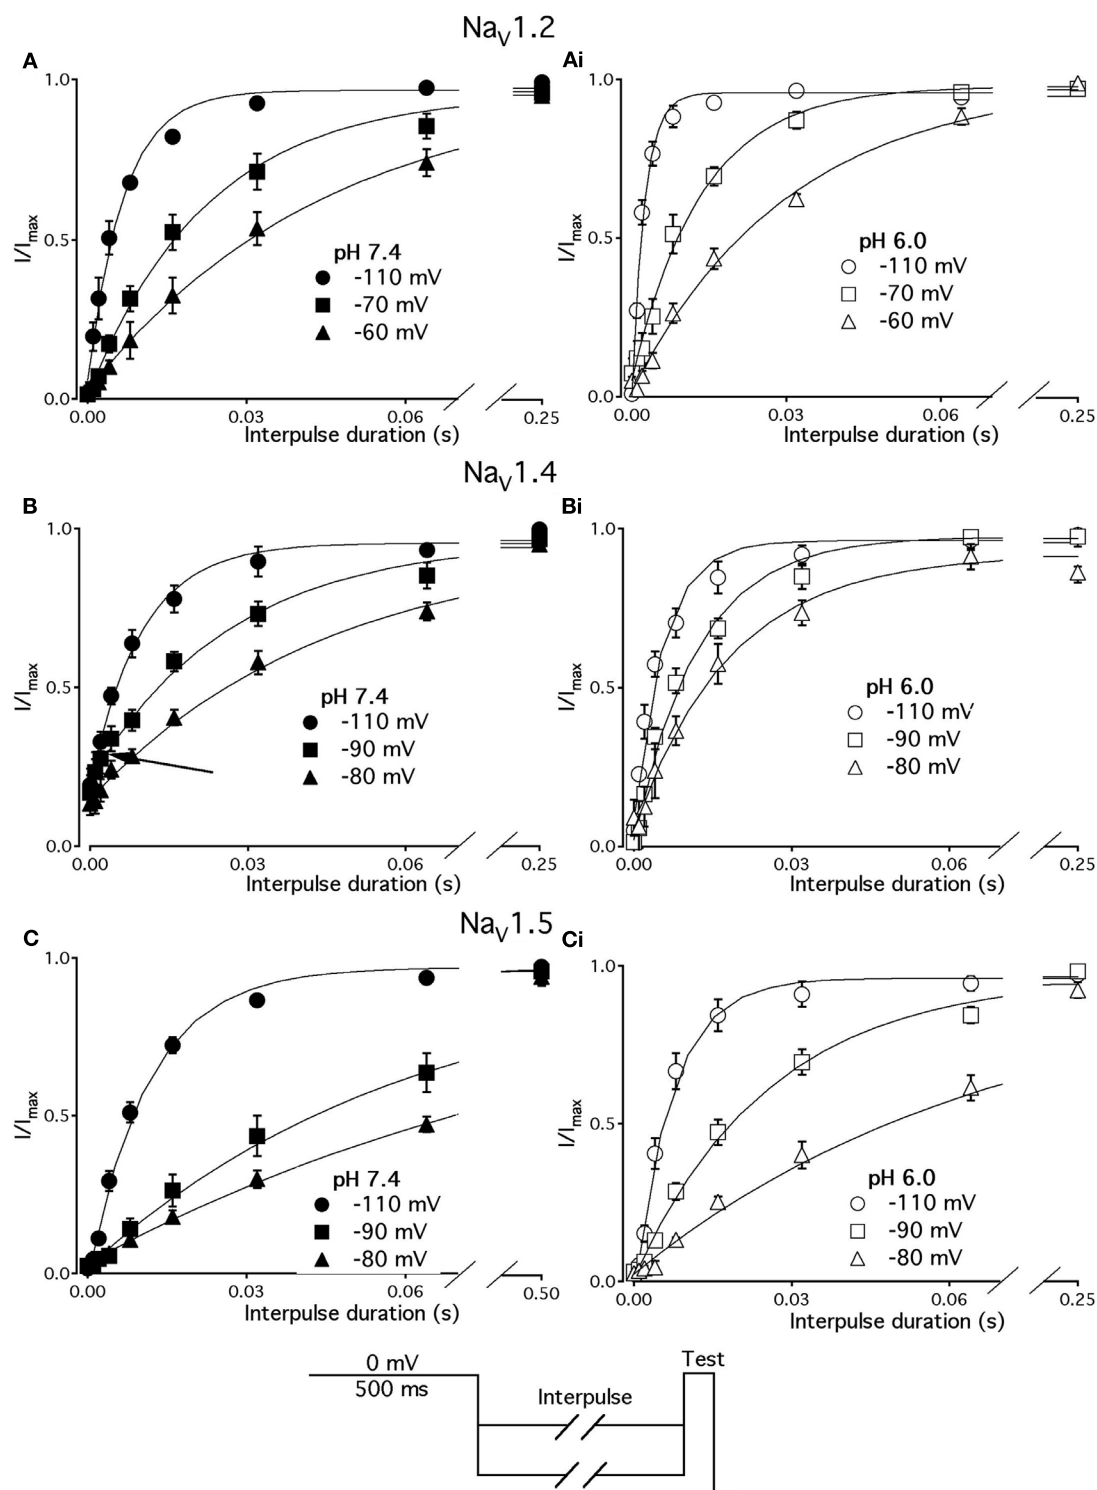 NaV1.2
A
Ai
1.0
0.5
0.0
I/Imax
pH 7.4
-110 mV
-70 mV
-60 mV
0.00
0.03
0.06
0.25
Interpulse duration (s)
1.0
0.5
0.0
I/Imax
pH 6.0
-110 mV
-70 mV
-60 mV
0.00
0.03
0.06
0.25
Interpulse duration (s)
NaV1.4
B
Bi
1.0
0.5
0.0
I/Imax
pH 7.4
-110 mV
-90 mV
-80 mV
0.00
0.03
0.06
0.25
Interpulse duration (s)
1.0
0.5
0.0
I/Imax
pH 6.0
-110 mV
-90 mV
-80 mV
0.00
0.03
0.06
0.25
Interpulse duration (s)
NaV1.5
C
Ci
1.0
0.5
0.0
I/Imax
pH 7.4
-110 mV
-90 mV
-80 mV
0.00
0.03
0.06
0.50
Interpulse duration (s)
1.0
0.5
0.0
I/Imax
pH 6.0
-110 mV
-90 mV
-80 mV
0.00
0.03
0.06
0.25
Interpulse duration (s)
0 mV
500 ms
Interpulse
Test